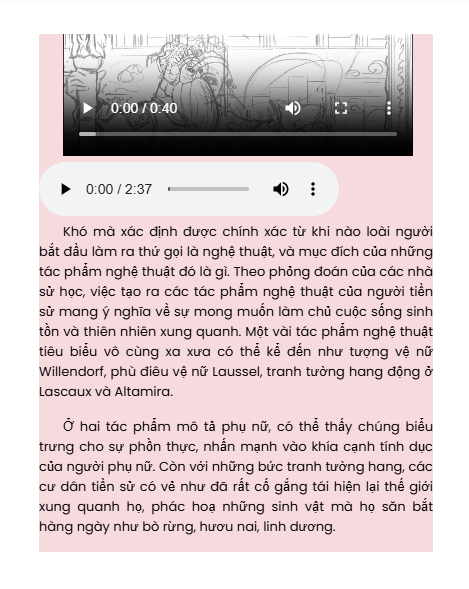 0:00 / 0:40
0:00 / 2:37
Khó mà xác định được chính xác từ khi nào loài người
bắt đầu làm ra thứ gọi là nghệ thuật, và mục đích của những
tác phẩm nghệ thuật đó là gì. Theo phỏng đoán của các nhà
sử học, việc tạo ra các tác phẩm nghệ thuật của người tiền
sử mang ý nghĩa về sự mong muốn làm chủ cuộc sống sinh
tồn và thiên nhiên xung quanh. Một vài tác phẩm nghệ thuật
tiêu biểu vô cùng xa xưa có thể kể đến như tượng vệ nữ
Willendorf, phù điêu vệ nữ Laussel, tranh tường hang động ở
Lascaux và Altamira.
Ở hai tác phẩm mô tả phụ nữ, có thể thấy chúng biểu
trưng cho sự phồn thực, nhấn mạnh vào khía cạnh tính dục
của người phụ nữ. Còn với những bức tranh tường hang, các
cư dân tiền sử có vẻ như đã rất cố gắng tái hiện lại thế giới
xung quanh họ, phác hoạ những sinh vật mà họ săn bắt
hàng ngày như bò rừng, hươu nai, linh dương.